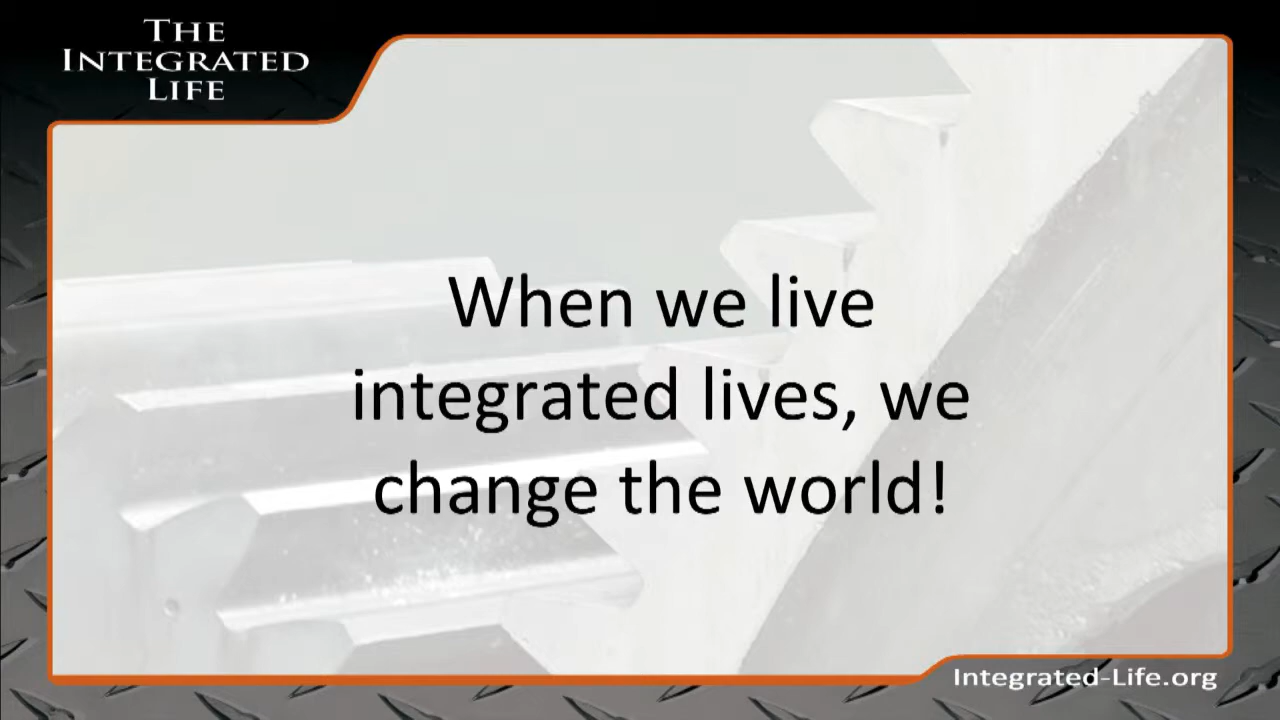 THE
INTEGRATED
LIFE
When we live
integrated lives, we
change the world!
Integrated-Life.org